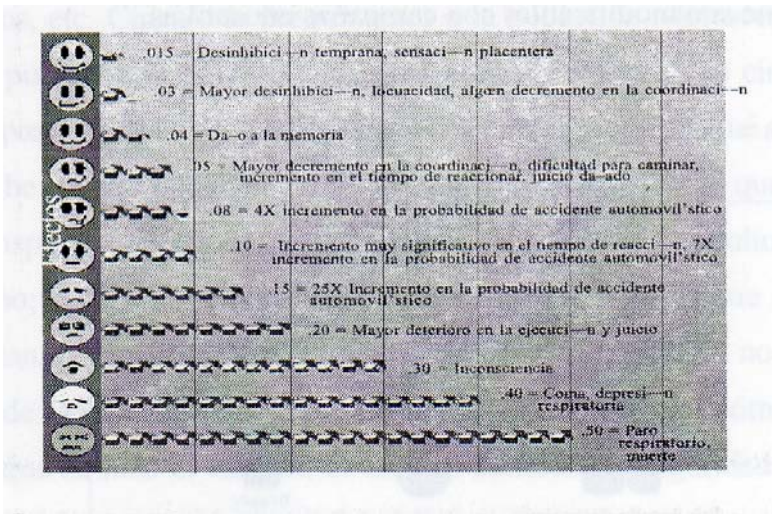 .015 = Desinhibici—n temprana, sensaci—n placentera
.03 = Mayor desinhibici—n, locuacidad, algœn decremento en la coordinaci—n
.04 = Da–o a la memoria
.05 = Mayor decremento en la coordinaci—n, dificultad para caminar,
incremento en el tiempo de reaccionar, juicio da–ado
.08 = 4X incremento en la probabilidad de accidente automovil'stico
.10 = Incremento muy significativo en el tiempo de reacci—n, 7X
incremento en la probabilidad de accidente automovil'stico
.15 = 25X Incremento en la probabilidad de accidente
automovil'stico
.20 = Mayor deterioro en la ejecuci—n y juicio
.30 = Inconsciencia
.40 = Coma, depresi—n
respiratoria
.50 = Paro
respiratorio,
muerte